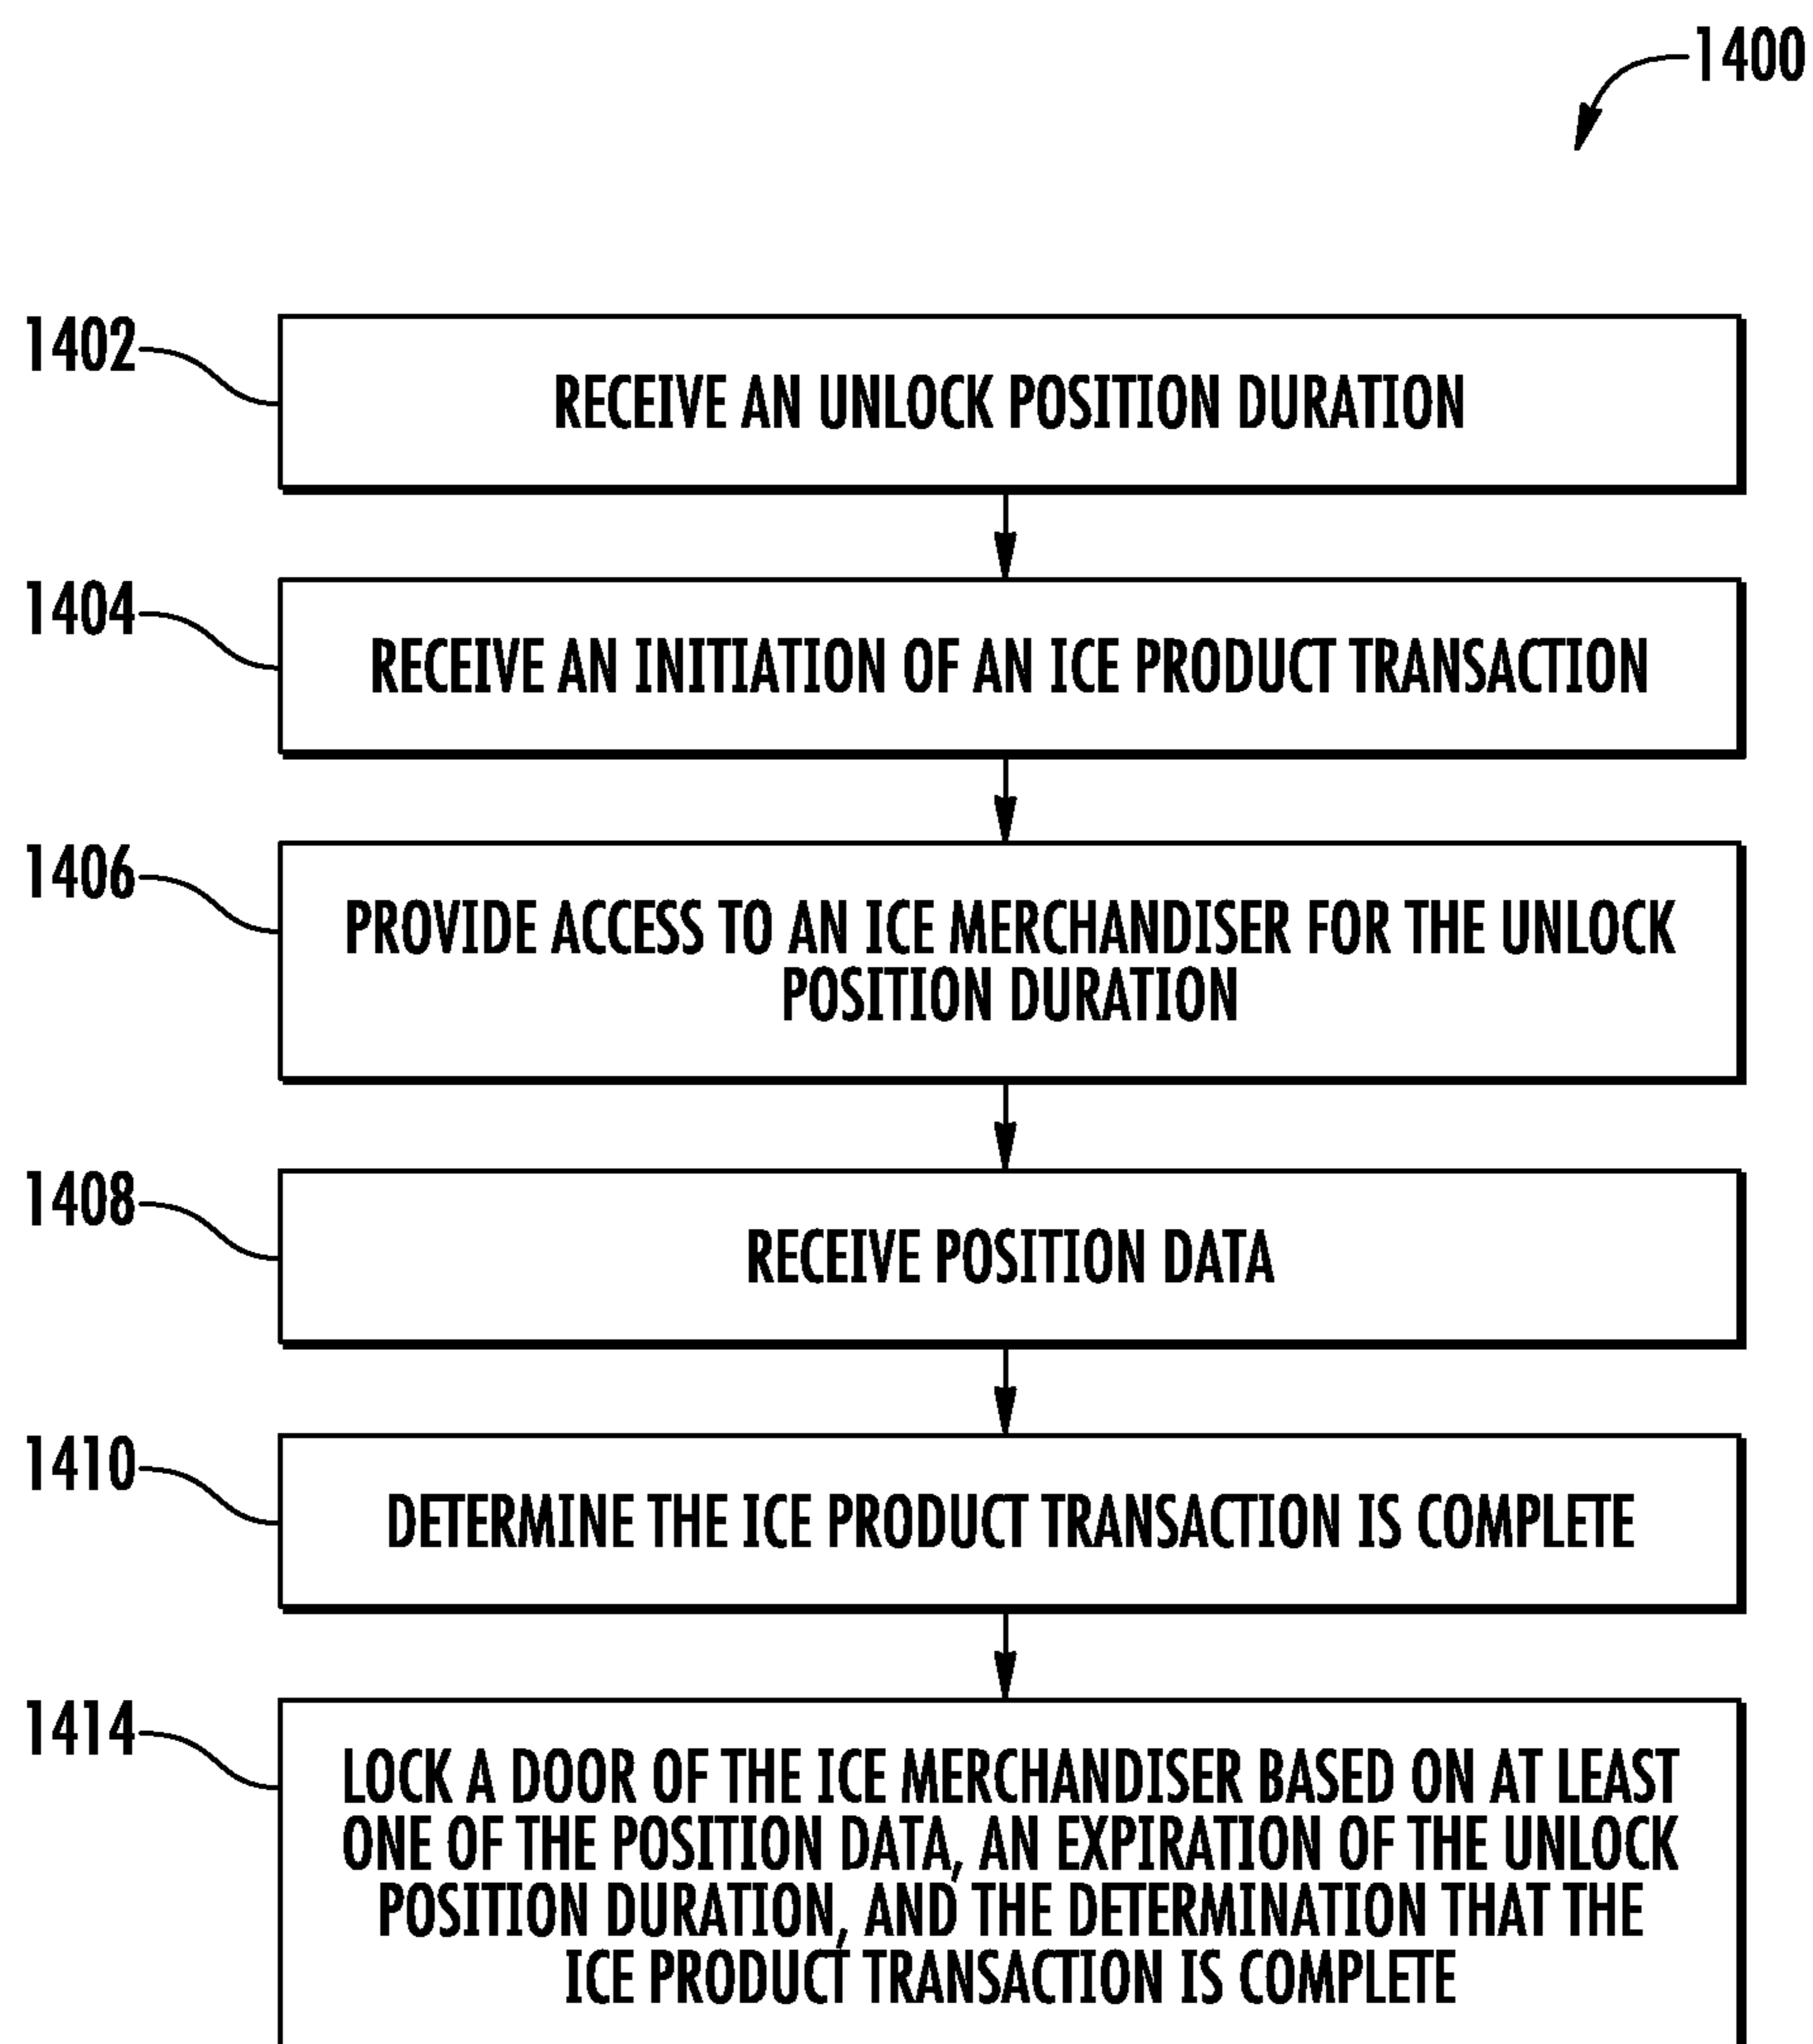 1400
1402
RECEIVE AN UNLOCK POSITION DURATION
1404
RECEIVE AN INITIATION OF AN ICE PRODUCT TRANSACTION
1406
PROVIDE ACCESS TO AN ICE MERCHANDISER FOR THE UNLOCK
POSITION DURATION
1408
RECEIVE POSITION DATA
1410
DETERMINE THE ICE PRODUCT TRANSACTION IS COMPLETE
1414
LOCK A DOOR OF THE ICE MERCHANDISER BASED ON AT LEAST
ONE OF THE POSITION DATA, AN EXPIRATION OF THE UNLOCK
POSITION DURATION, AND THE DETERMINATION THAT THE
ICE PRODUCT TRANSACTION IS COMPLETE